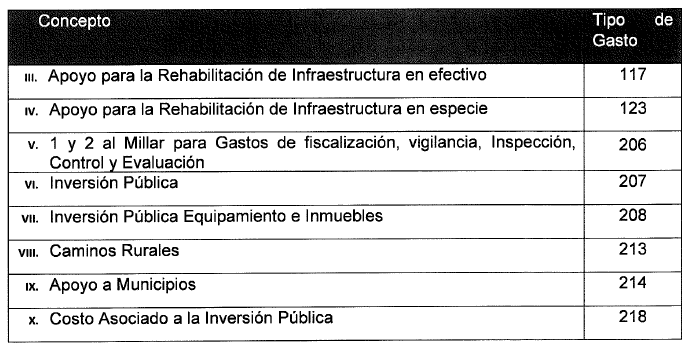 Concepto Tipo de
Gasto
III. Apoyo para la Rehabilitación de Infraestructura en efectivo 117
IV. Apoyo para la Rehabilitación de Infraestructura en especie 123
V. 1 y 2 al Millar para Gastos de fiscalización, vigilancia, Inspección, 206
Control y Evaluación
VI. Inversión Pública 207
VII. Inversión Pública Equipamiento e Inmuebles 208
VIII. Caminos Rurales 213
IX. Apoyo a Municipios 214
X. Costo Asociado a la Inversión Pública 218